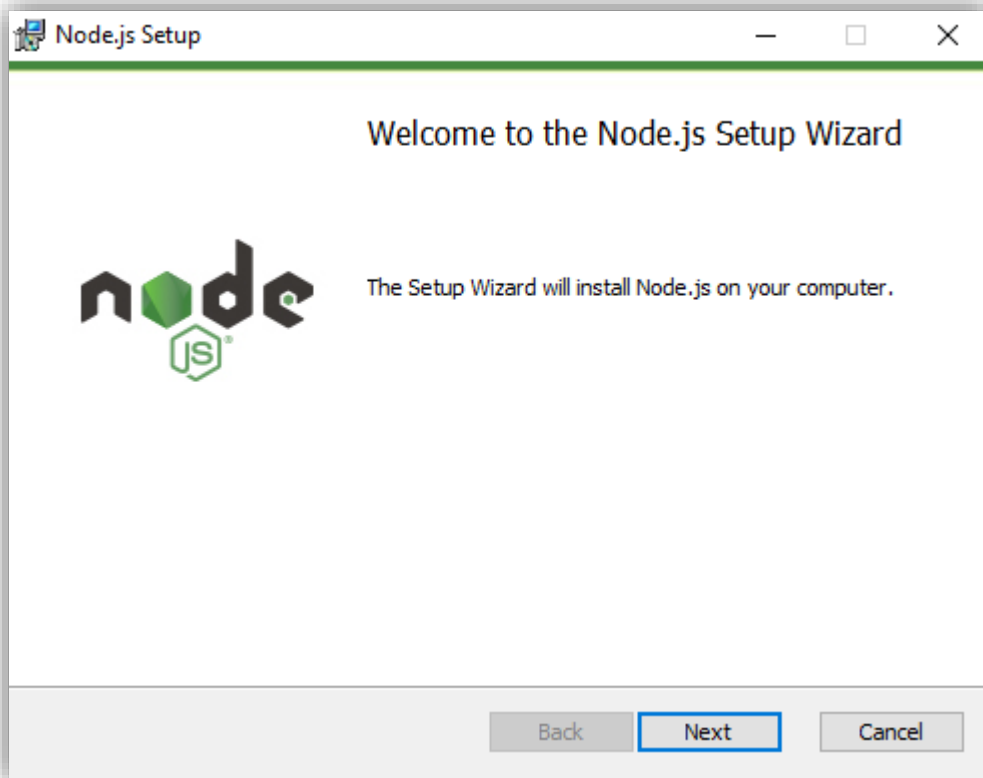 Node.js Setup
Welcome to the Node.js Setup Wizard
The Setup Wizard will install Node.js on your computer.
node
JS®
Back
Next
Cancel